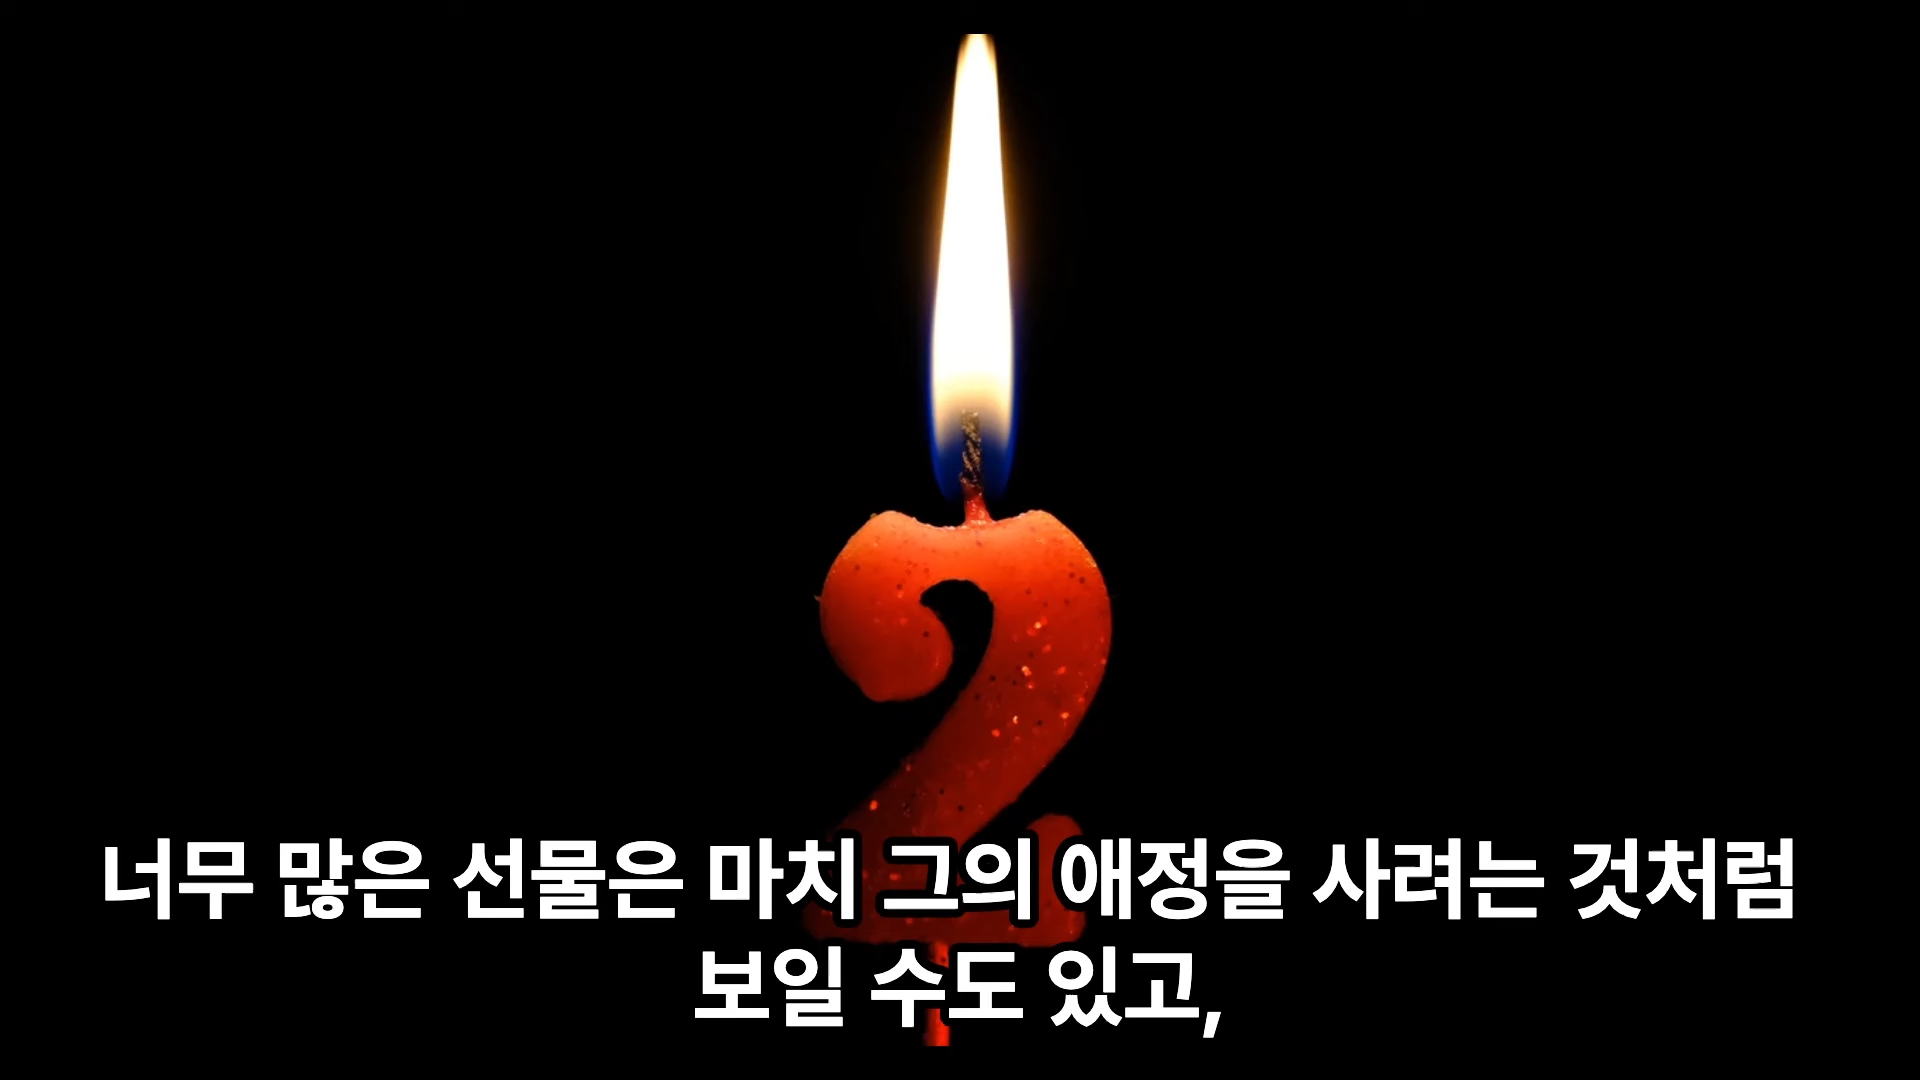 2
너무 많은 선물은 마치 그의 애정을 사려는 것처럼
보일 수도 있고,